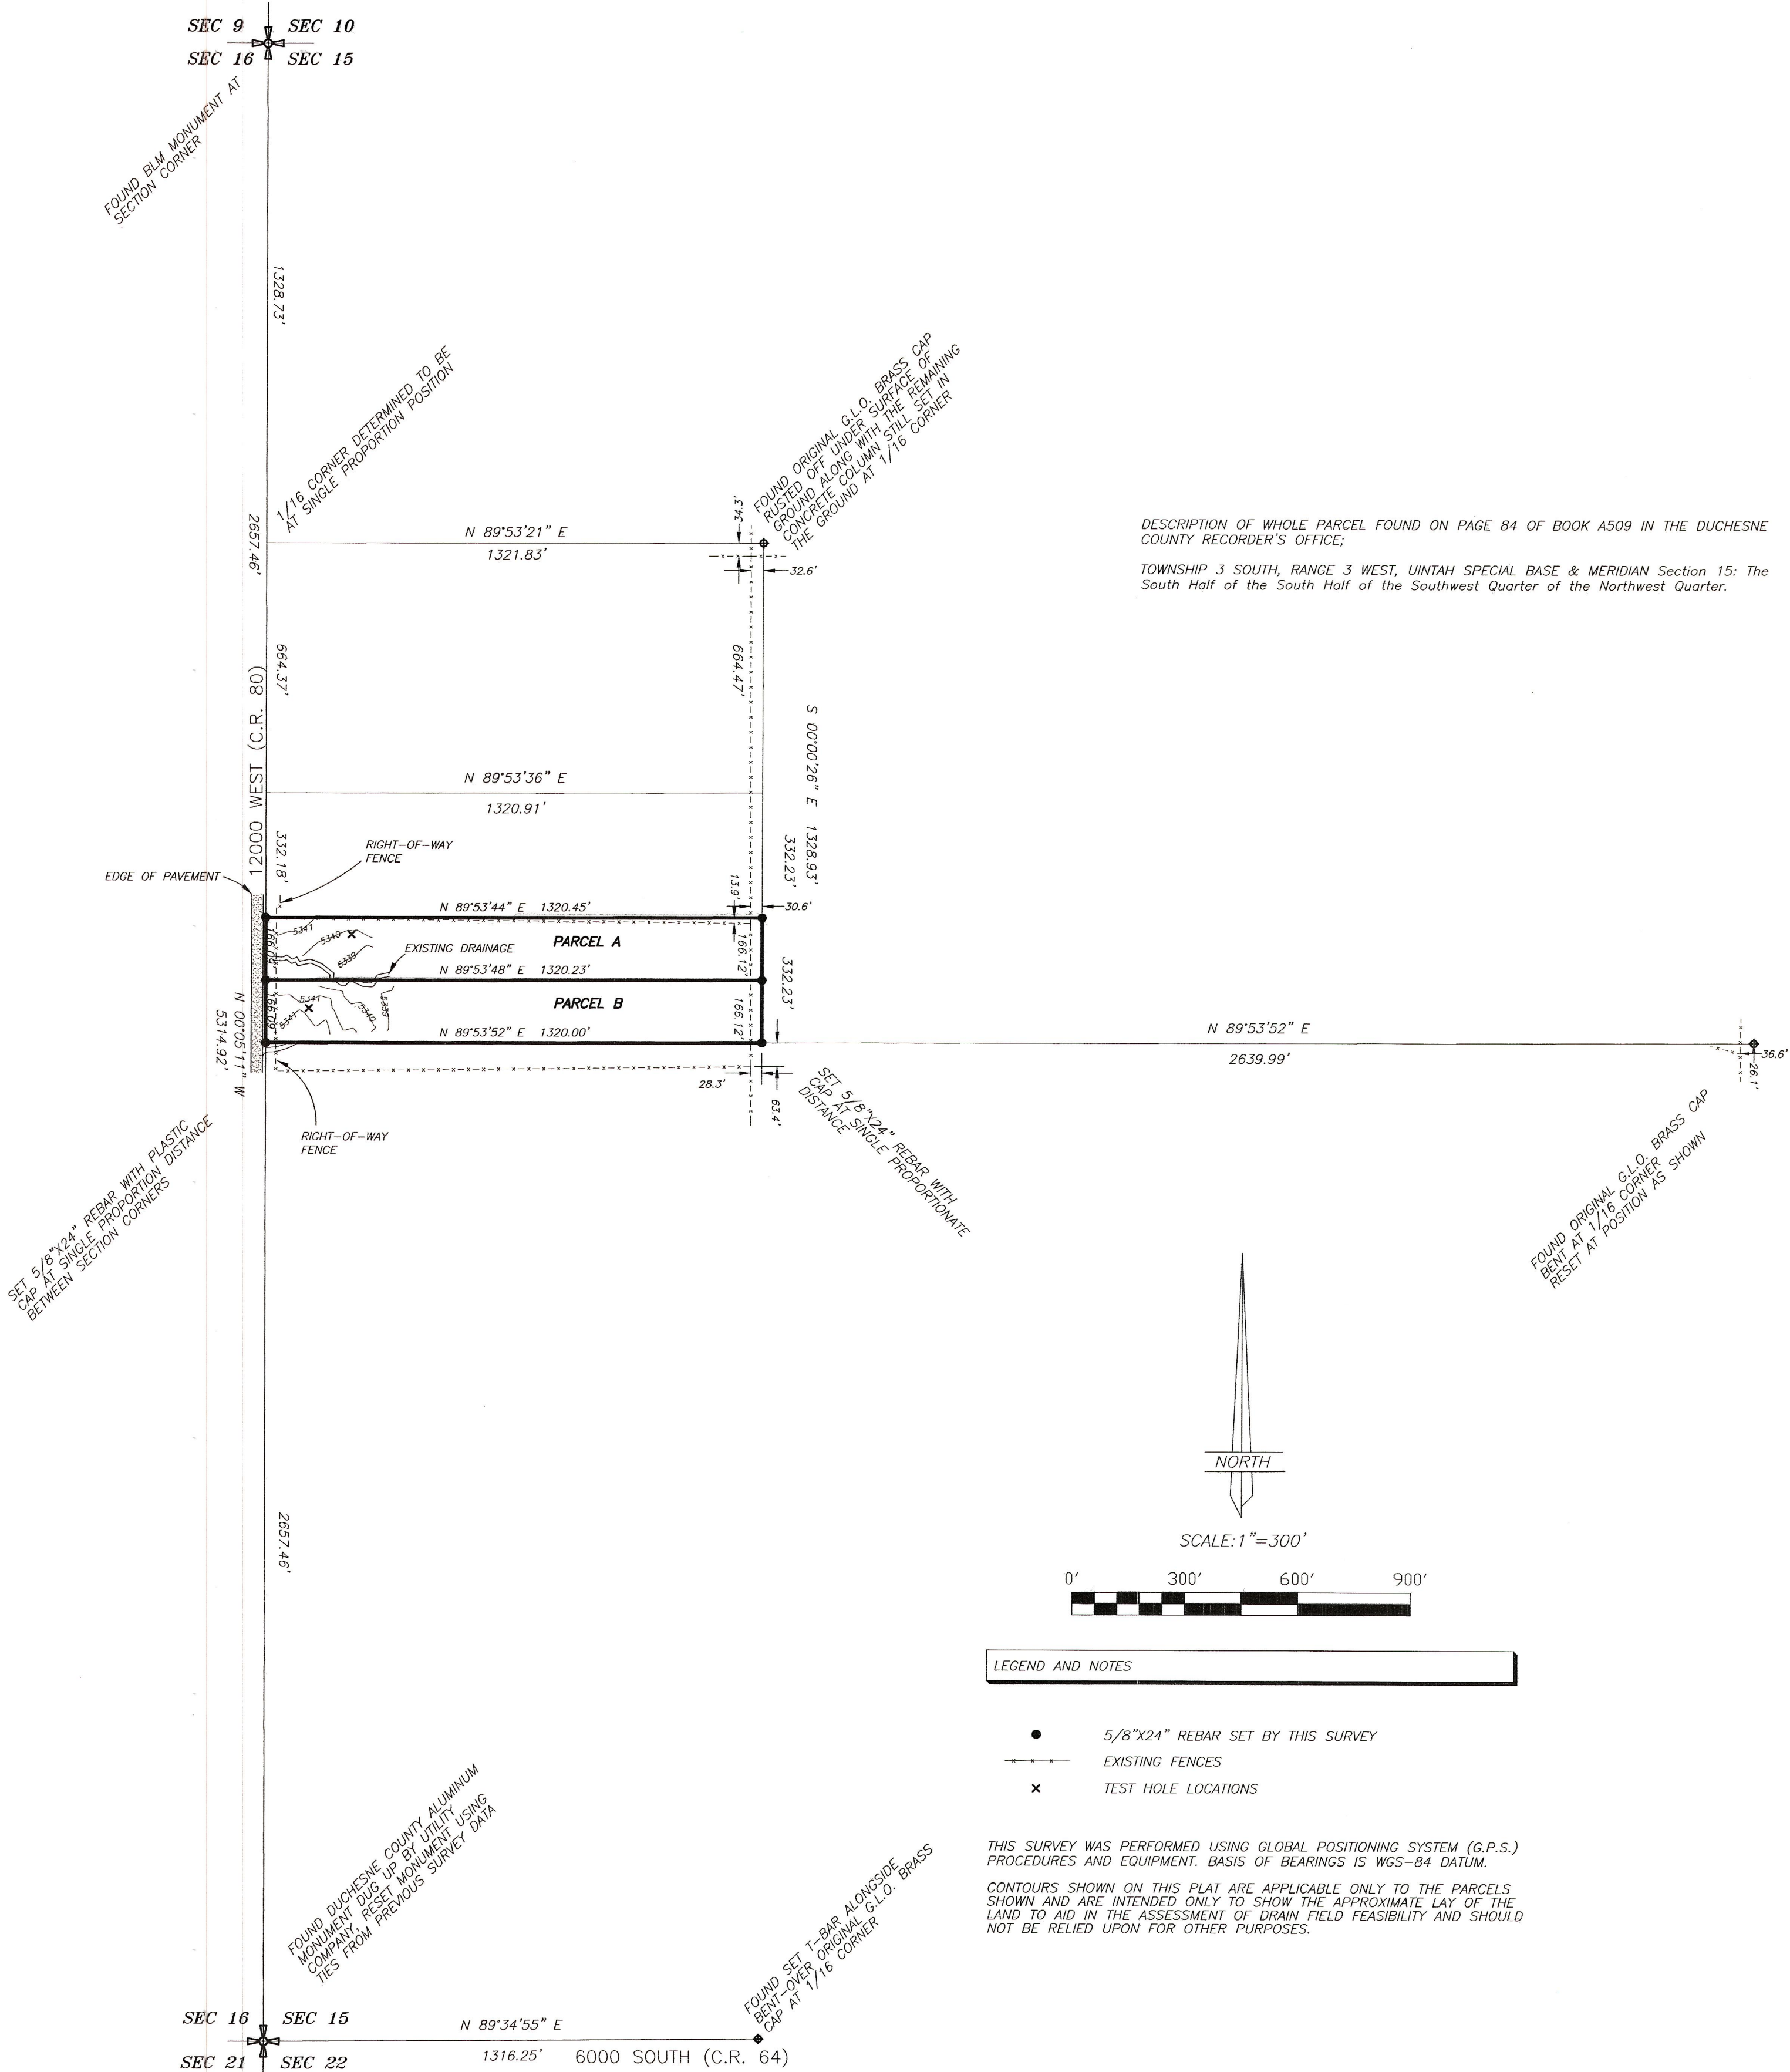 SEC 9
SEC 10
SEC 16
SEC 15
FOUND BLM MONUMENT AT
SECTION CORNER
1328.73'
1/16 CORNER DETERMINED TO BE
AT SINGLE PROPORTION POSITION
FOUND ORIGINAL G.L.O. BRASS CAP
RUSTED OFF UNDER SURFACE OF
GROUND ALONG WITH THE REMAINING
CONCRETE COLUMN STILL SET IN
THE GROUND AT 1/16 CORNER
34.3'
N 89°53'21" E
1321.83'
32.6'
2657.46'
DESCRIPTION OF WHOLE PARCEL FOUND ON PAGE 84 OF BOOK A509 IN THE DUCHESNE
COUNTY RECORDER'S OFFICE;
TOWNSHIP 3 SOUTH, RANGE 3 WEST, UINTAH SPECIAL BASE & MERIDIAN Section 15: The
South Half of the South Half of the Southwest Quarter of the Northwest Quarter.
664.37'
664.47'
12000 WEST (C.R. 80)
S 00°00'26" E 1328.93'
N 89°53'36" E
1320.91'
332.18'
332.23'
RIGHT-OF-WAY
FENCE
EDGE OF PAVEMENT
13.9'
30.6'
N 89°53'44" E 1320.45'
5341
5340
5339
166.09'
PARCEL A
166.12'
EXISTING DRAINAGE
N 89°53'48" E 1320.23'
332.23'
5341
5341
5340
5339
166.09'
PARCEL B
166.12'
N 89°53'52" E 1320.00'
N 00°05'11" W
5314.92'
N 89°53'52" E
2639.99'
36.6'
26.1'
28.3'
63.4'
RIGHT-OF-WAY
FENCE
SET 5/8"X24" REBAR WITH
CAP AT SINGLE PROPORTIONATE
DISTANCE
SET 5/8"X24" REBAR WITH PLASTIC
CAP AT SINGLE PROPORTION DISTANCE
BETWEEN SECTION CORNERS
FOUND ORIGINAL G.L.O. BRASS CAP
BENT AT 1/16 CORNER
RESET AT POSITION AS SHOWN
NORTH
SCALE:1"=300'
0' 300' 600' 900'
2657.46'
LEGEND AND NOTES
5/8"X24" REBAR SET BY THIS SURVEY
EXISTING FENCES
TEST HOLE LOCATIONS
THIS SURVEY WAS PERFORMED USING GLOBAL POSITIONING SYSTEM (G.P.S.)
PROCEDURES AND EQUIPMENT. BASIS OF BEARINGS IS WGS-84 DATUM.
CONTOURS SHOWN ON THIS PLAT ARE APPLICABLE ONLY TO THE PARCELS
SHOWN AND ARE INTENDED ONLY TO SHOW THE APPROXIMATE LAY OF THE
LAND TO AID IN THE ASSESSMENT OF DRAIN FIELD FEASIBILITY AND SHOULD
NOT BE RELIED UPON FOR OTHER PURPOSES.
FOUND DUCHESNE COUNTY ALUMINUM
MONUMENT DUG UP BY UTILITY
COMPANY, RESET MONUMENT USING
TIES FROM PREVIOUS SURVEY DATA
FOUND SET T-BAR ALONGSIDE
BENT-OVER ORIGINAL G.L.O. BRASS
CAP AT 1/16 CORNER
SEC 16
SEC 15
SEC 21
SEC 22
N 89°34'55" E
1316.25'
6000 SOUTH (C.R. 64)